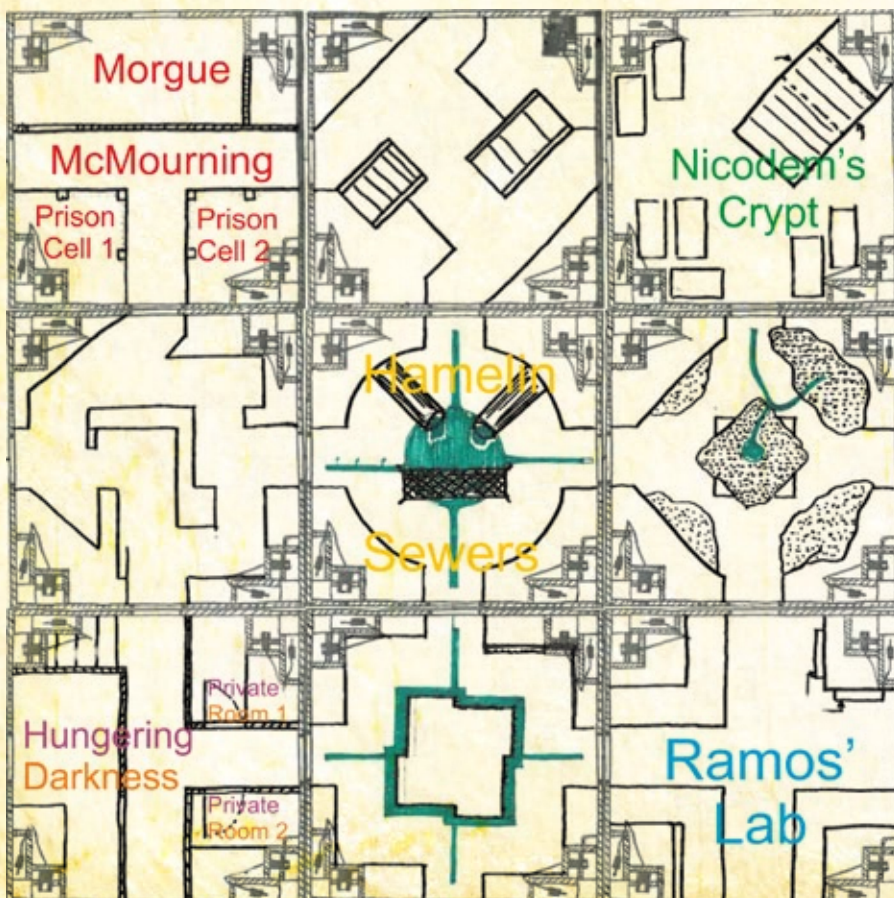 Morgue
McMourning
Prison
Cell 1
Prison
Cell 2
Nicodem's
Crypt
Hamelin
Sewers
Hungering
Darkness
Private
Room 1
Private
Room 2
Ramos'
Lab